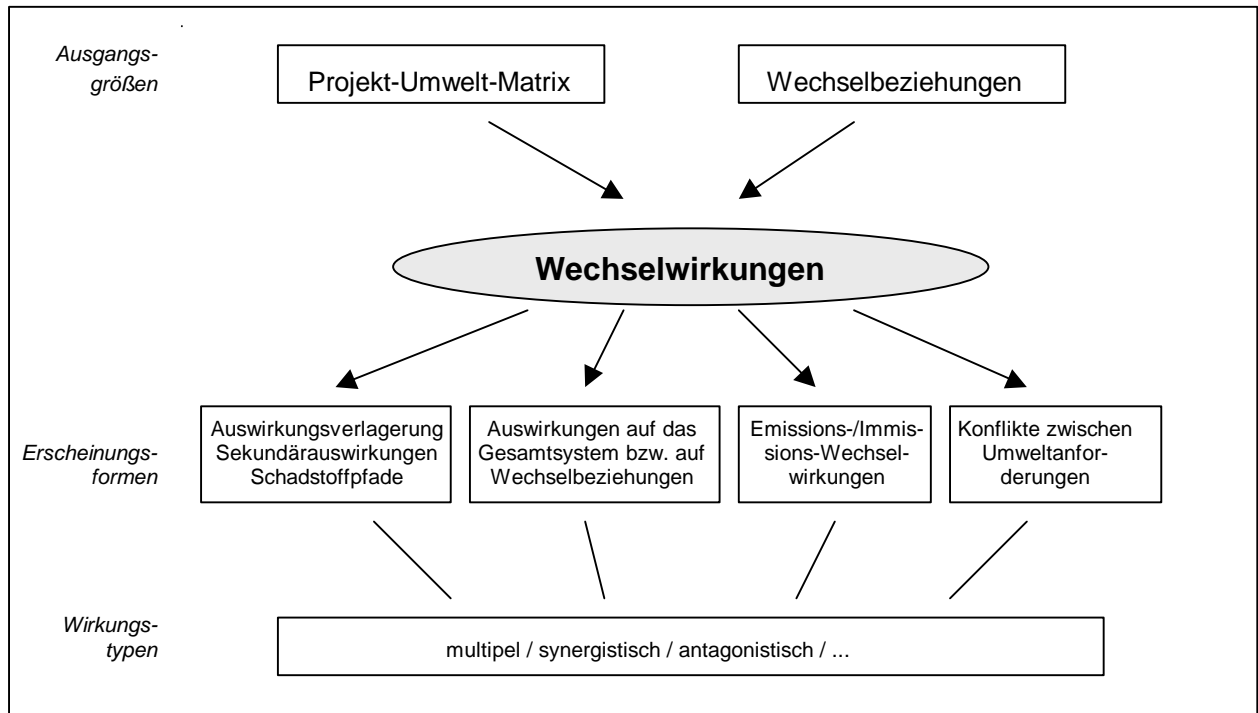 Ausgangs-
größen
Projekt-Umwelt-Matrix
Wechselbeziehungen
Wechselwirkungen
Erscheinungs-
formen
Auswirkungsverlagerung
Sekundärauswirkungen
Schadstoffpfade
Auswirkungen auf das
Gesamtsystem bzw. auf
Wechselbeziehungen
Emissions-/Immis-
sions-Wechsel-
wirkungen
Konflikte zwischen
Umweltanfor-
derungen
Wirkungs-
typen
multipel / synergistisch / antagonistisch / ...